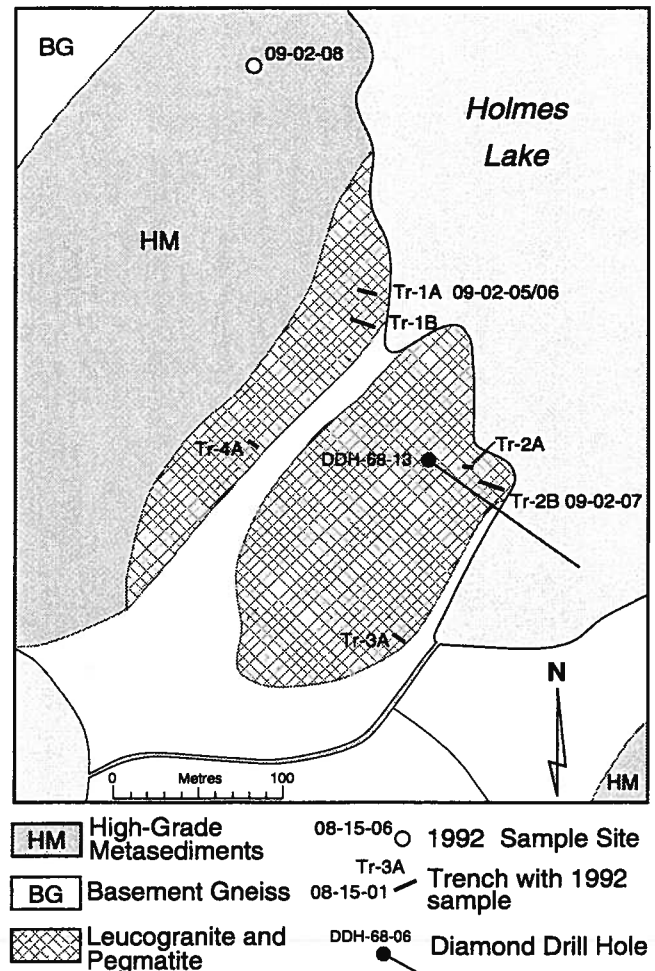 BG
09-02-08
Holmes
Lake
HM
Tr-1A 09-02-05/06
Tr-1B
Tr-4A
Tr-2A
DDH-68-13
Tr-2B 09-02-07
Tr-3A
N
0 Metres 100
HM
HM High-Grade
Metasediments
08-15-06 1992 Sample Site
BG Basement Gneiss
Tr-3A
08-15-01 Trench with 1992
sample
Leucogranite and
Pegmatite
DDH-68-06 Diamond Drill Hole